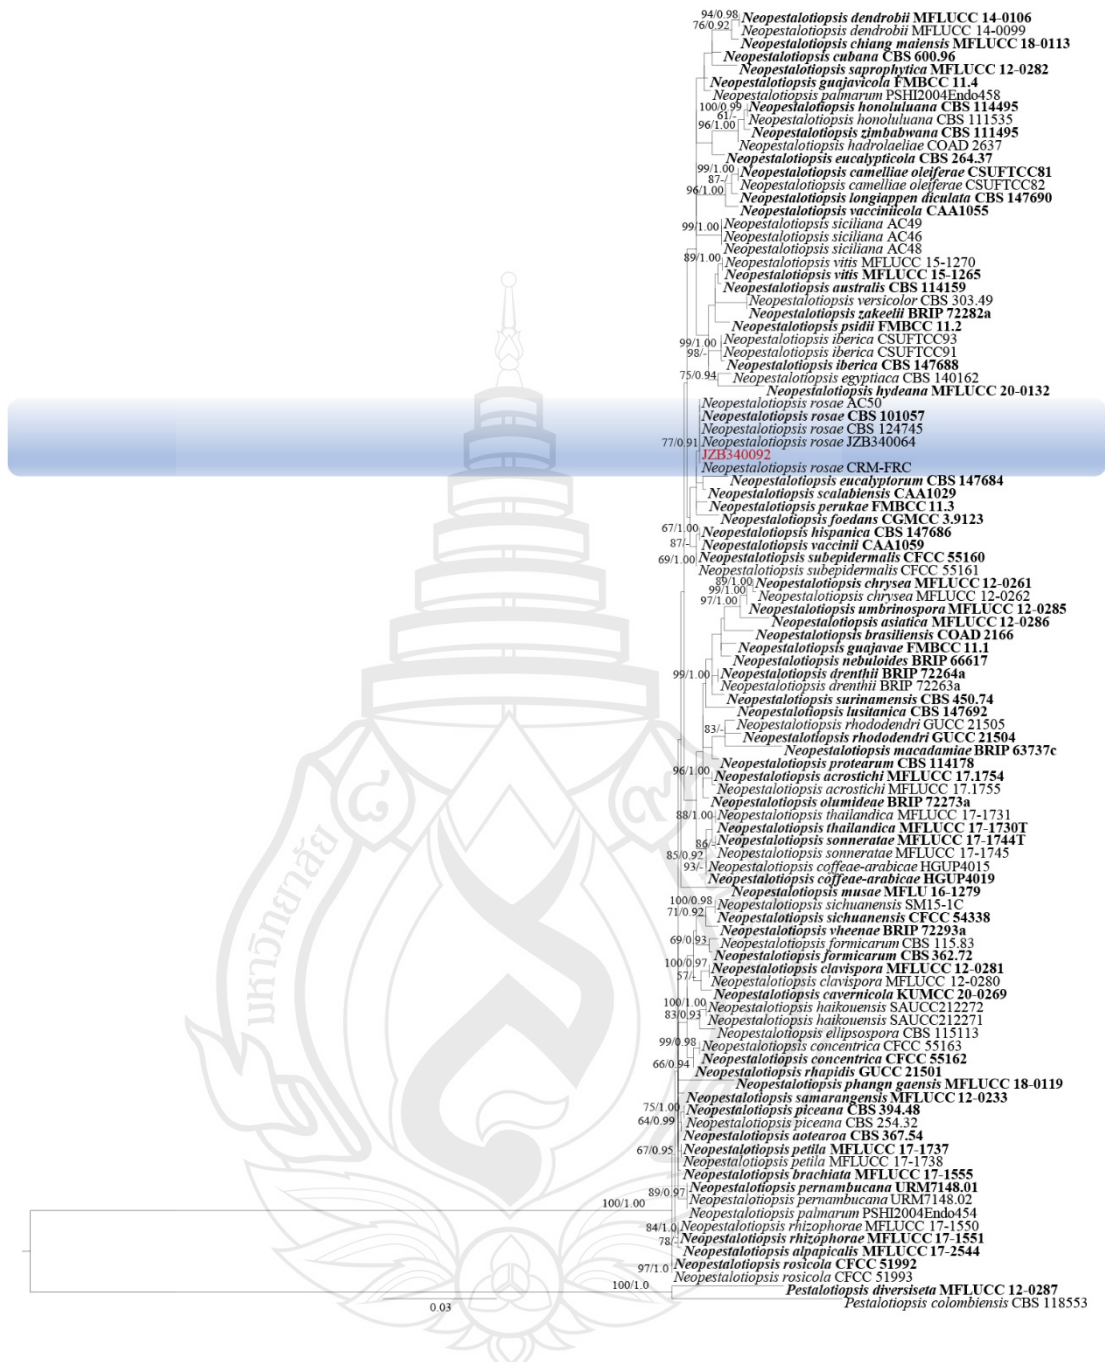 94/0.98
Neopestalotiopsis dendrobii MFLUCC 14-0106
76/0.92
Neopestalotiopsis dendrobii MFLUCC 14-0099
Neopestalotiopsis chiang maiensis MFLUCC 18-0113
Neopestalotiopsis cubana CBS 600.96
Neopestalotiopsis saprophytica MFLUCC 12-0282
Neopestalotiopsis guajavicola FMBCC 11.4
Neopestalotiopsis palmarum PSHI2004Endo458
100/0.99
Neopestalotiopsis honoluluana CBS 114495
61/-
Neopestalotiopsis honoluluana CBS 111535
96/1.00
Neopestalotiopsis zimbabwana CBS 111495
Neopestalotiopsis hadrolaeliae COAD 2637
Neopestalotiopsis eucalypticola CBS 264.37
99/1.00
Neopestalotiopsis camelliae oleiferae CSUFTCC81
87-/
Neopestalotiopsis camelliae oleiferae CSUFTCC82
96/1.00
Neopestalotiopsis longiappen diculata CBS 147690
Neopestalotiopsis vacciniicola CAA1055
Neopestalotiopsis siciliana AC49
99/1.00
Neopestalotiopsis siciliana AC46
Neopestalotiopsis siciliana AC48
89/1.00
Neopestalotiopsis vitis MFLUCC 15-1270
Neopestalotiopsis vitis MFLUCC 15-1265
Neopestalotiopsis australis CBS 114159
Neopestalotiopsis versicolor CBS 303.49
Neopestalotiopsis zakeelii BRIP 72282a
Neopestalotiopsis psidii FMBCC 11.2
99/1.00
Neopestalotiopsis iberica CSUFTCC93
98/-
Neopestalotiopsis iberica CSUFTCC91
Neopestalotiopsis iberica CBS 147688
75/0.94
Neopestalotiopsis egyptiaca CBS 140162
Neopestalotiopsis hydeana MFLUCC 20-0132
Neopestalotiopsis rosae AC50
Neopestalotiopsis rosae CBS 101057
Neopestalotiopsis rosae CBS 124745
77/0.91
Neopestalotiopsis rosae JZB340064
JZB340092
Neopestalotiopsis rosae CRM-FRC
Neopestalotiopsis eucalyptorum CBS 147684
Neopestalotiopsis scalabiensis CAA1029
Neopestalotiopsis perukae FMBCC 11.3
Neopestalotiopsis foedans CGMCC 3.9123
67/1.00
Neopestalotiopsis hispanica CBS 147686
87/-
Neopestalotiopsis vaccinii CAA1059
69/1.00
Neopestalotiopsis subepidermalis CFCC 55160
Neopestalotiopsis subepidermalis CFCC 55161
89/1.00
Neopestalotiopsis chrysea MFLUCC 12-0261
99/1.00
Neopestalotiopsis chrysea MFLUCC 12-0262
97/1.00
Neopestalotiopsis umbrinospora MFLUCC 12-0285
Neopestalotiopsis asiatica MFLUCC 12-0286
Neopestalotiopsis brasiliensis COAD 2166
Neopestalotiopsis guajavae FMBCC 11.1
Neopestalotiopsis nebuloides BRIP 66617
99/1.00
Neopestalotiopsis drenthii BRIP 72264a
Neopestalotiopsis drenthii BRIP 72263a
Neopestalotiopsis surinamensis CBS 450.74
Neopestalotiopsis lusitanica CBS 147692
83/-
Neopestalotiopsis rhododendri GUCC 21505
Neopestalotiopsis rhododendri GUCC 21504
Neopestalotiopsis macadamiae BRIP 63737c
Neopestalotiopsis protearum CBS 114178
96/1.00
Neopestalotiopsis acrostichi MFLUCC 17.1754
Neopestalotiopsis acrostichi MFLUCC 17.1755
Neopestalotiopsis olumideae BRIP 72273a
88/1.00
Neopestalotiopsis thailandica MFLUCC 17-1731
Neopestalotiopsis thailandica MFLUCC 17-1730T
86/-
Neopestalotiopsis sonneratae MFLUCC 17-1744T
85/0.92
Neopestalotiopsis sonneratae MFLUCC 17-1745
93/-
Neopestalotiopsis coffeae-arabicae HGUP4015
Neopestalotiopsis coffeae-arabicae HGUP4019
Neopestalotiopsis musae MFLU 16-1279
100/0.98
Neopestalotiopsis sichuanensis SM15-1C
71/0.92
Neopestalotiopsis sichuanensis CFCC 54338
Neopestalotiopsis vheenae BRIP 72293a
69/0.93
Neopestalotiopsis formicarum CBS 115.83
Neopestalotiopsis formicarum CBS 362.72
100/0.97
Neopestalotiopsis clavispora MFLUCC 12-0281
57/-
Neopestalotiopsis clavispora MFLUCC 12-0280
Neopestalotiopsis cavernicola KUMCC 20-0269
100/1.00
Neopestalotiopsis haikouensis SAUCC212272
83/0.93
Neopestalotiopsis haikouensis SAUCC212271
Neopestalotiopsis ellipsospora CBS 115113
99/0.98
Neopestalotiopsis concentrica CFCC 55163
66/0.94
Neopestalotiopsis concentrica CFCC 55162
Neopestalotiopsis rhapidis GUCC 21501
Neopestalotiopsis phangn gaensis MFLUCC 18-0119
Neopestalotiopsis samarangensis MFLUCC 12-0233
75/1.00
Neopestalotiopsis piceana CBS 394.48
64/0.99
Neopestalotiopsis piceana CBS 254.32
Neopestalotiopsis aotearoa CBS 367.54
67/0.95
Neopestalotiopsis petila MFLUCC 17-1737
Neopestalotiopsis petila MFLUCC 17-1738
Neopestalotiopsis brachiata MFLUCC 17-1555
89/0.97
Neopestalotiopsis pernambucana URM7148.01
100/1.00
Neopestalotiopsis pernambucana URM7148.02
Neopestalotiopsis palmarum PSHI2004Endo454
84/1.0
Neopestalotiopsis rhizophorae MFLUCC 17-1550
78/-
Neopestalotiopsis rhizophorae MFLUCC 17-1551
Neopestalotiopsis alpapicalis MFLUCC 17-2544
97/1.0
Neopestalotiopsis rosicola CFCC 51992
Neopestalotiopsis rosicola CFCC 51993
100/1.0
Pestalotiopsis diversiseta MFLUCC 12-0287
Pestalotiopsis colombiensis CBS 118553
0.03
มหาวิทยาลัย